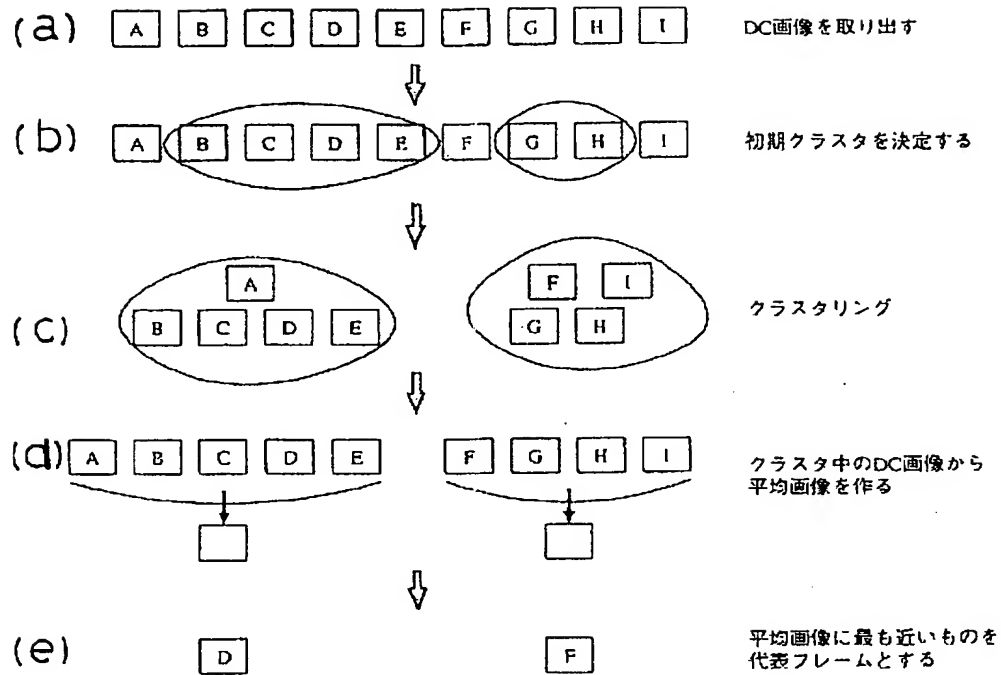 (a) A B C D E F G H I DC画像を取り出す
(b) A B C D E F G H I 初期クラスタを決定する
A F I
(c) B C D E G H クラスタリング
(d) A B C D E F G H I クラスタ中のDC画像から
平均画像を作る
(e) D F 平均画像に最も近いものを
代表フレームとする